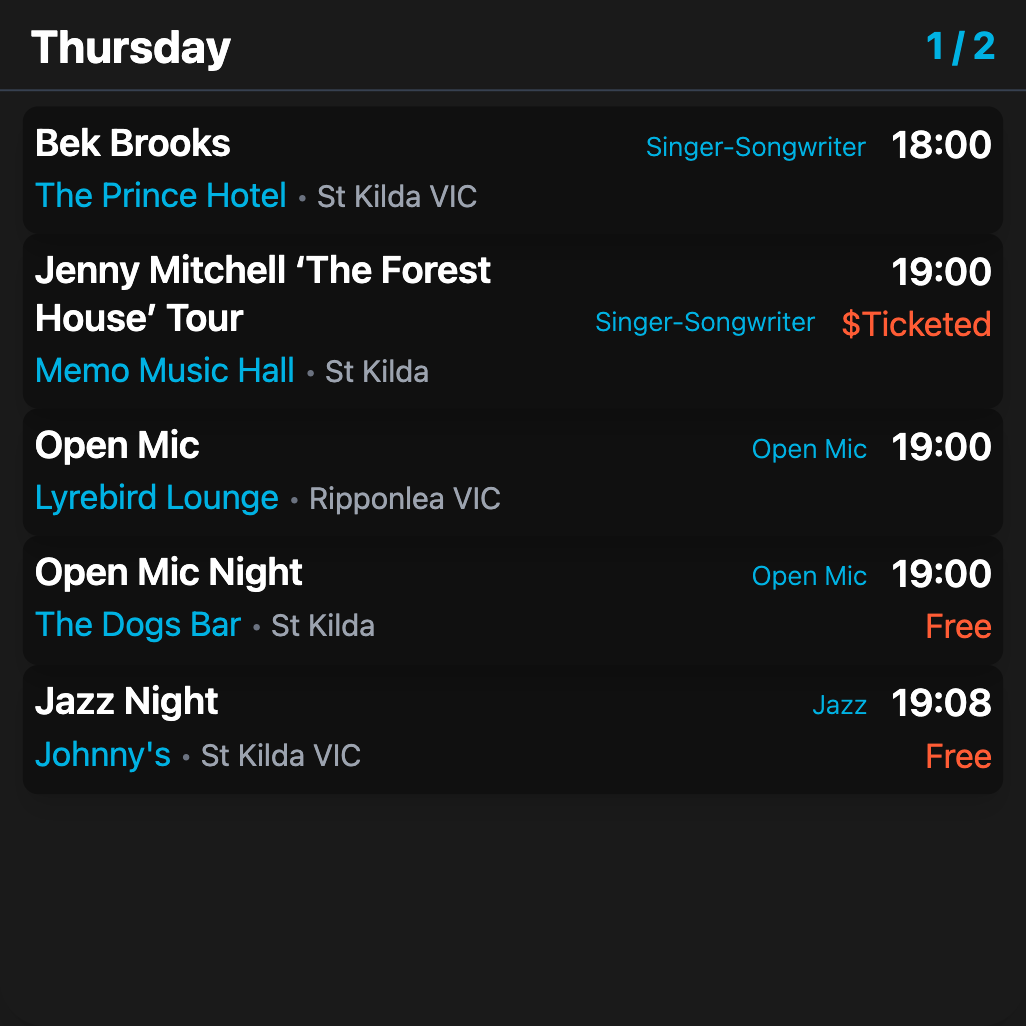 Thursday 1 / 2
Bek Brooks Singer-Songwriter 18:00
The Prince Hotel • St Kilda VIC
Jenny Mitchell ‘The Forest 19:00
House’ Tour Singer-Songwriter $Ticketed
Memo Music Hall • St Kilda
Open Mic Open Mic 19:00
Lyrebird Lounge • Ripponlea VIC
Open Mic Night Open Mic 19:00
The Dogs Bar • St Kilda Free
Jazz Night Jazz 19:08
Johnny's • St Kilda VIC Free